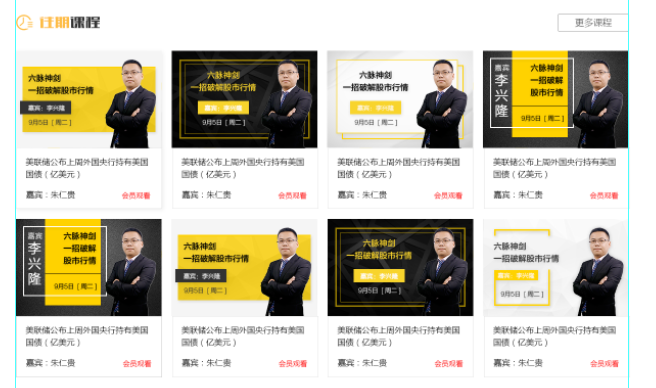 往期课程
更多课程
六脉神剑
一招破解股市行情
嘉宾：李兴隆
9月5日 [ 周二 ]
六脉神剑
一招破解股市行情
嘉宾：李兴隆
9月5日 [ 周二 ]
六脉神剑
一招破解股市行情
嘉宾：李兴隆
9月5日 [ 周二 ]
嘉宾
李兴隆
六脉神剑
一招破解
股市行情
9月5日 [ 周二 ]
美联储公布上周外国央行持有美国
国债（亿美元）
嘉宾：朱仁贵
会员观看
美联储公布上周外国央行持有美国
国债（亿美元）
嘉宾：朱仁贵
会员观看
美联储公布上周外国央行持有美国
国债（亿美元）
嘉宾：朱仁贵
会员观看
美联储公布上周外国央行持有美国
国债（亿美元）
嘉宾：朱仁贵
会员观看
嘉宾
李兴隆
六脉神剑
一招破解
股市行情
9月5日 [ 周二 ]
六脉神剑
一招破解股市行情
嘉宾：李兴隆
9月5日 [ 周二 ]
六脉神剑
一招破解股市行情
嘉宾：李兴隆
9月5日 [ 周二 ]
六脉神剑
一招破解股市行情
嘉宾：李兴隆
9月5日 [ 周二 ]
美联储公布上周外国央行持有美国
国债（亿美元）
嘉宾：朱仁贵
会员观看
美联储公布上周外国央行持有美国
国债（亿美元）
嘉宾：朱仁贵
会员观看
美联储公布上周外国央行持有美国
国债（亿美元）
嘉宾：朱仁贵
会员观看
美联储公布上周外国央行持有美国
国债（亿美元）
嘉宾：朱仁贵
会员观看